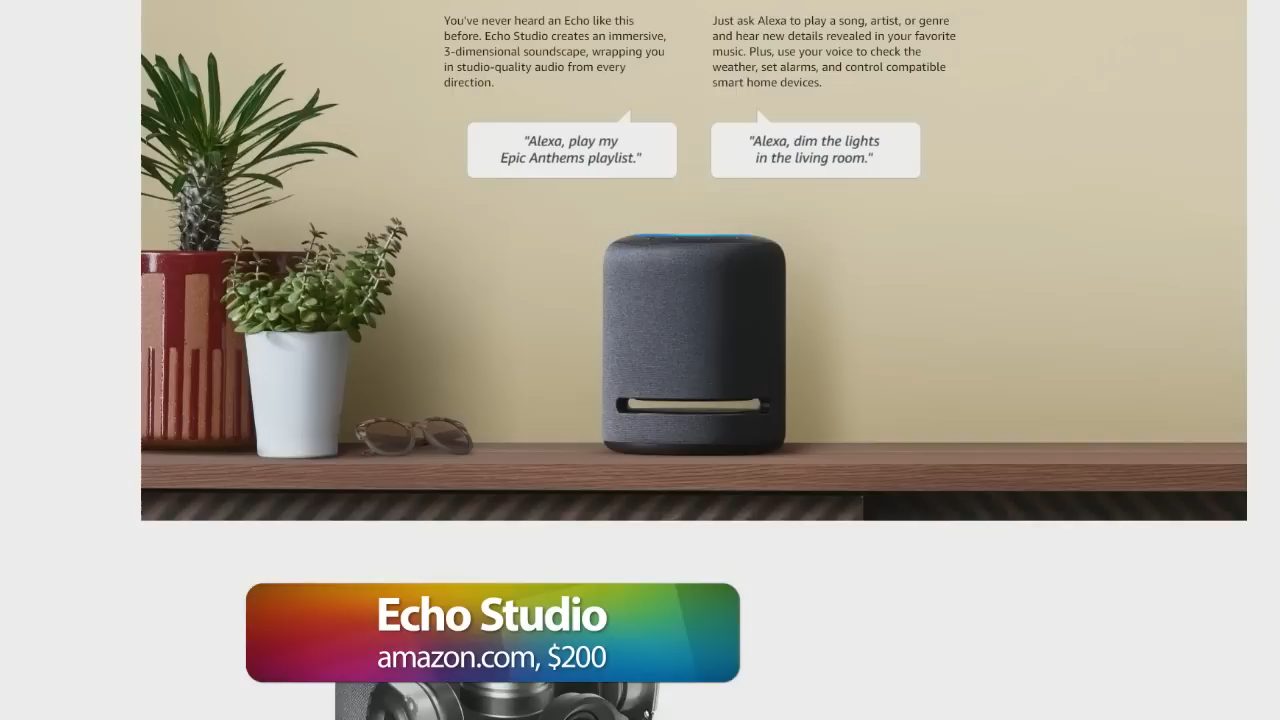 You've never heard an Echo like this
before. Echo Studio creates an immersive,
3-dimensional soundscape, wrapping you
in studio-quality audio from every
direction.
Just ask Alexa to play a song, artist, or genre
and hear new details revealed in your favorite
music. Plus, use your voice to check the
weather, set alarms, and control compatible
smart home devices.
"Alexa, play my
Epic Anthems playlist."
"Alexa, dim the lights
in the living room."
Echo Studio
amazon.com, $200